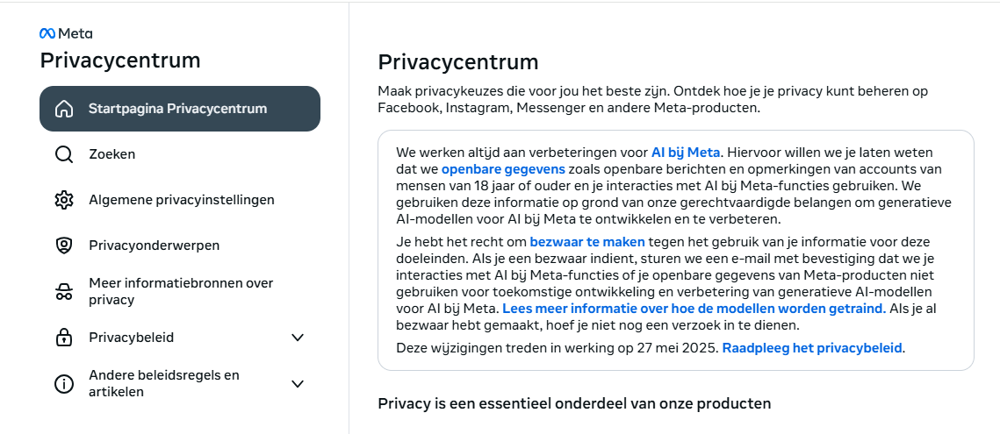 Meta
Privacycentrum
Startpagina Privacycentrum
Zoeken
Algemene privacyinstellingen
Privacyonderwerpen
Meer informatiebronnen over
privacy
Privacybeleid
Andere beleidsregels en
artikelen
Privacycentrum
Maak privacykeuzes die voor jou het beste zijn. Ontdek hoe je je privacy kunt beheren op
Facebook, Instagram, Messenger en andere Meta-producten.
We werken altijd aan verbeteringen voor AI bij Meta. Hiervoor willen we je laten weten
dat we openbare gegevens zoals openbare berichten en opmerkingen van accounts van
mensen van 18 jaar of ouder en je interacties met AI bij Meta-functies gebruiken. We
gebruiken deze informatie op grond van onze gerechtvaardigde belangen om generatieve
AI-modellen voor AI bij Meta te ontwikkelen en te verbeteren.
Je hebt het recht om bezwaar te maken tegen het gebruik van je informatie voor deze
doeleinden. Als je een bezwaar indient, sturen we een e-mail met bevestiging dat we je
interacties met AI bij Meta-functies of je openbare gegevens van Meta-producten niet
gebruiken voor toekomstige ontwikkeling en verbetering van generatieve AI-modellen
voor AI bij Meta. Lees meer informatie over hoe de modellen worden getraind. Als je al
bezwaar hebt gemaakt, hoef je niet nog een verzoek in te dienen.
Deze wijzigingen treden in werking op 27 mei 2025. Raadpleeg het privacybeleid.
Privacy is een essentieel onderdeel van onze producten